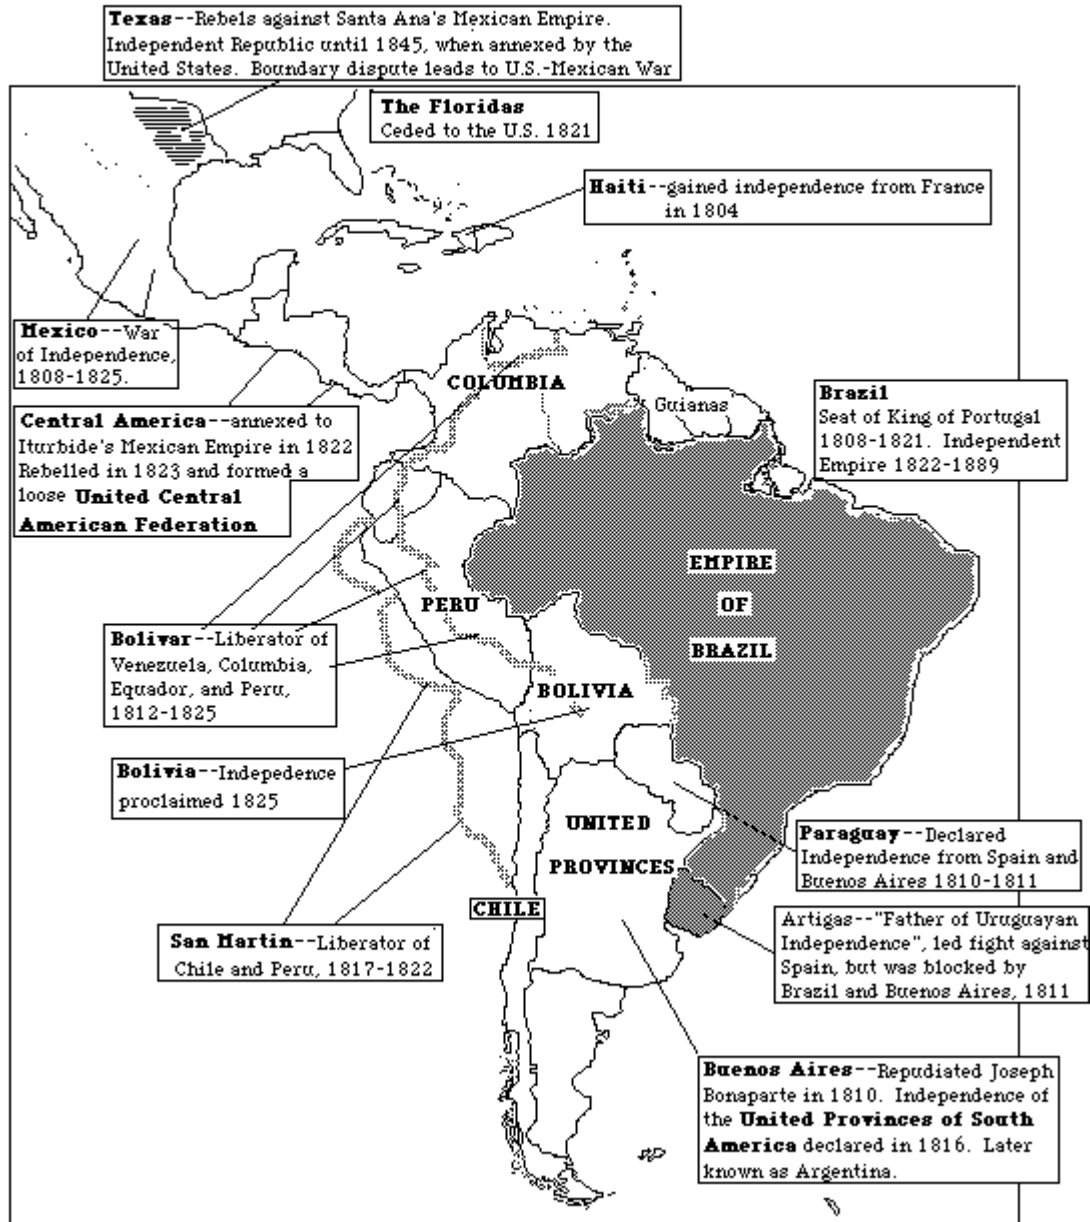 Texas--Rebels against Santa Ana's Mexican Empire.
Independent Republic until 1845, when annexed by the
United States. Boundary dispute leads to U.S.-Mexican War
The Floridas
Ceded to the U.S. 1821
Haiti--gained independence from France
in 1804
Mexico--War
of Independence,
1808-1825.
COLUMBIA
Guianas
Brazil
Seat of King of Portugal
1808-1821. Independent
Empire 1822-1889
Central America--annexed to
Iturbide's Mexican Empire in 1822
Rebelled in 1823 and formed a
loose United Central
American Federation
EMPIRE
OF
BRAZIL
PERU
Bolivar--Liberator of
Venezuela, Columbia,
Equador, and Peru,
1812-1825
BOLIVIA
Bolivia--Indepedence
proclaimed 1825
UNITED
PROVINCES
Paraguay--Declared
Independence from Spain and
Buenos Aires 1810-1811
CHILE
San Martin--Liberator of
Chile and Peru, 1817-1822
Artigas--"Father of Uruguayan
Independence", led fight against
Spain, but was blocked by
Brazil and Buenos Aires, 1811
Buenos Aires--Repudiated Joseph
Bonaparte in 1810. Independence of
the United Provinces of South
America declared in 1816. Later
known as Argentina.